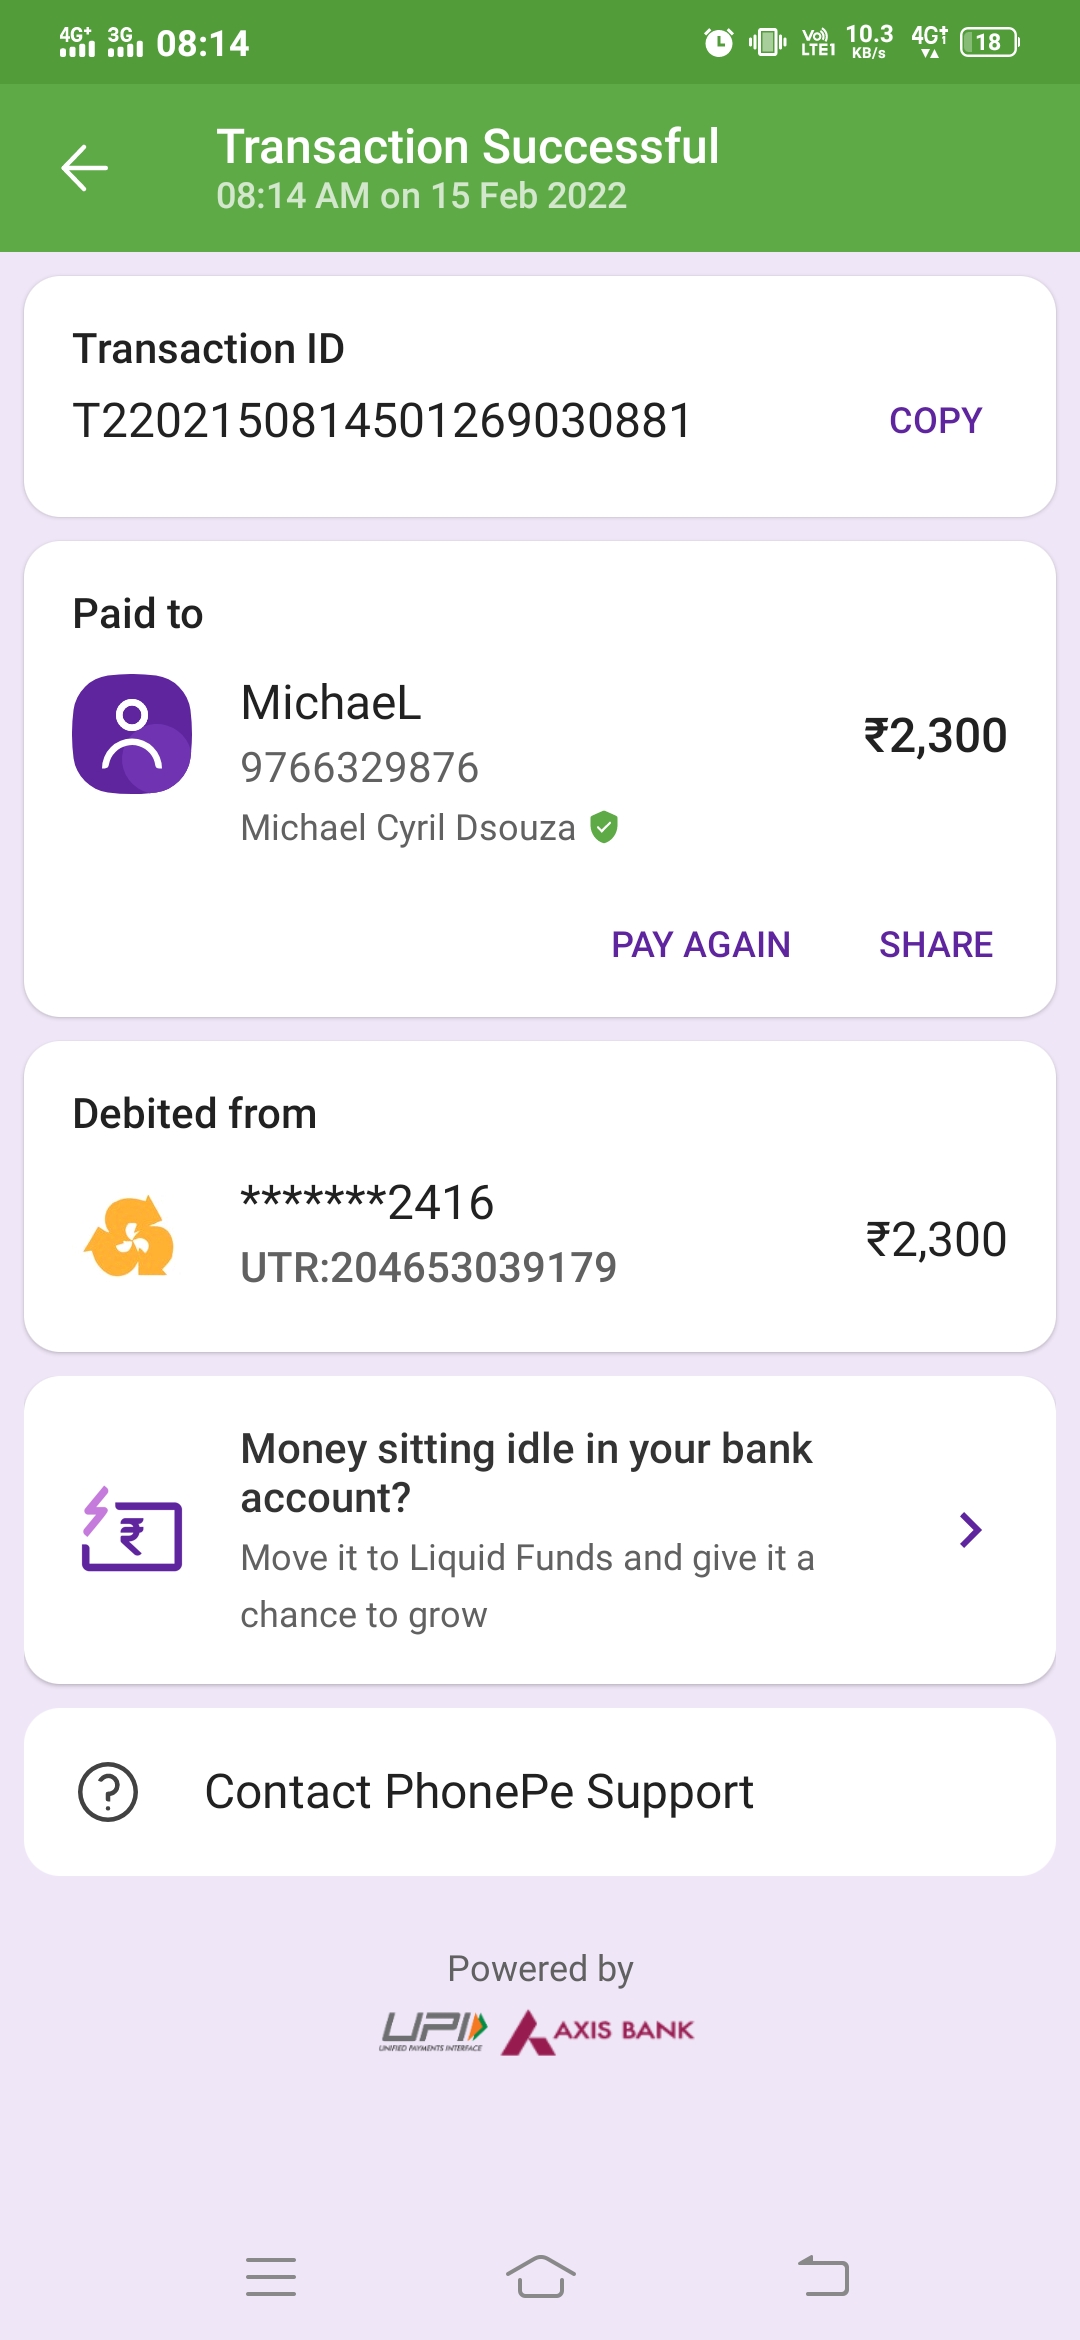 4G+ 3G 08:14 Vo)) LTE1 10.3 KB/s 4G+ 18
Transaction Successful
08:14 AM on 15 Feb 2022
Transaction ID
T2202150814501269030881 COPY
Paid to
MichaeL
9766329876
₹2,300
Michael Cyril Dsouza
PAY AGAIN SHARE
Debited from
*******2416
UTR:204653039179
₹2,300
Money sitting idle in your bank
account?
Move it to Liquid Funds and give it a
chance to grow
Contact PhonePe Support
Powered by
UPI AXIS BANK
UNIFIED PAYMENTS INTERFACE